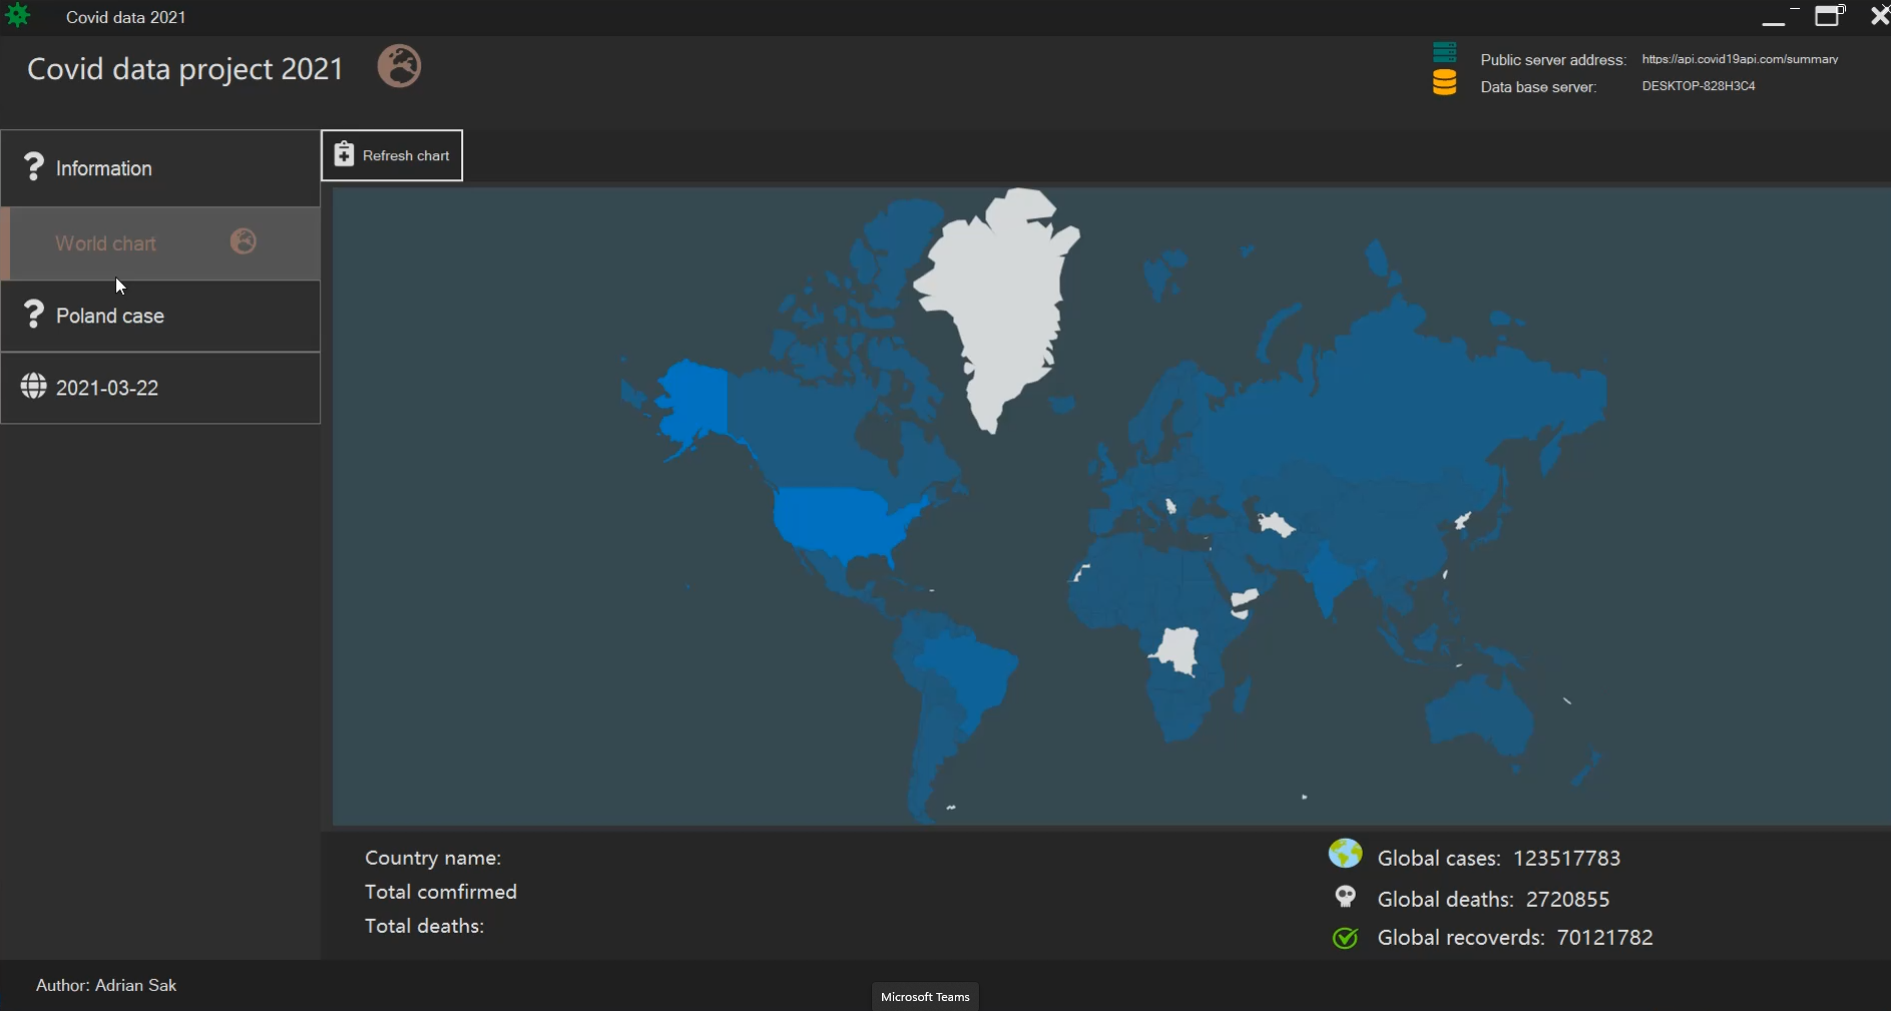 Covid data 2021
Covid data project 2021
Public server address: https://api.covid19api.com/summary
Data base server: DESKTOP-828H3C4
Information
Refresh chart
World chart
Poland case
2021-03-22
Country name:
Total comfirmed
Total deaths:
Global cases: 123517783
Global deaths: 2720855
Global recoverds: 70121782
Author: Adrian Sak
Microsoft Teams